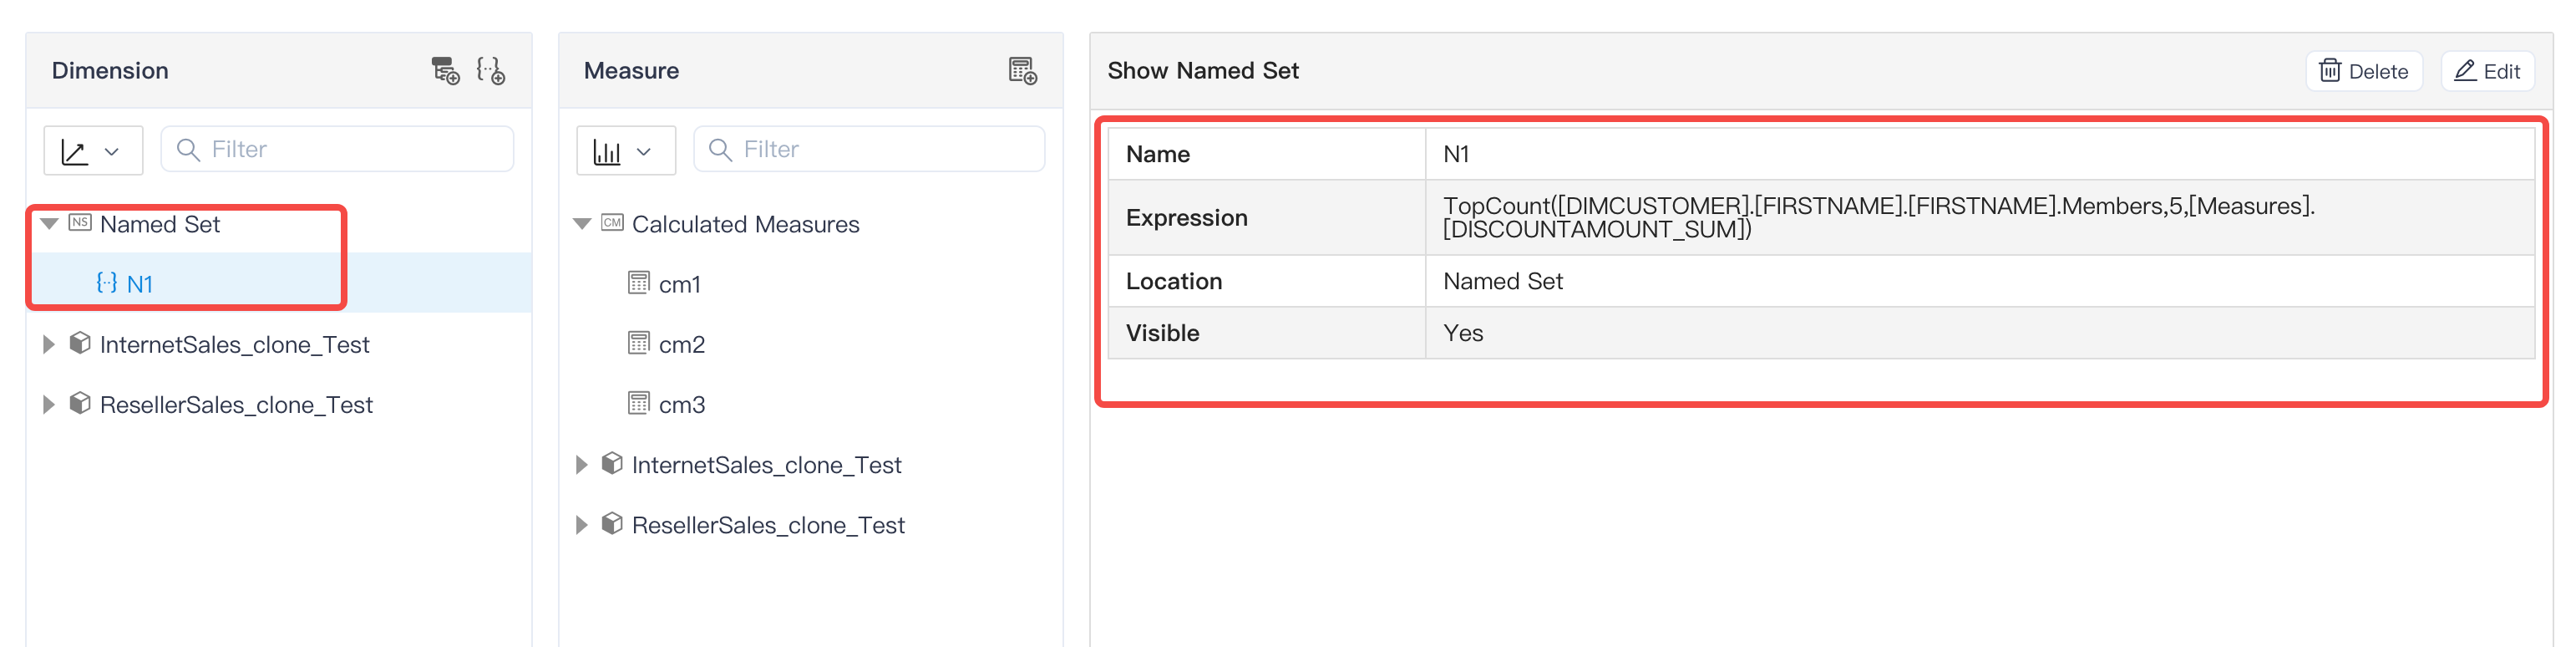 Dimension
Filter
NS Named Set
N1
InternetSales_clone_Test
ResellerSales_clone_Test
Measure
Filter
CM Calculated Measures
cm1
cm2
cm3
InternetSales_clone_Test
ResellerSales_clone_Test
Show Named Set
Delete
Edit
Name N1
Expression TopCount([DIMCUSTOMER].[FIRSTNAME].[FIRSTNAME].Members,5,[Measures].
[DISCOUNTAMOUNT_SUM])
Location Named Set
Visible Yes